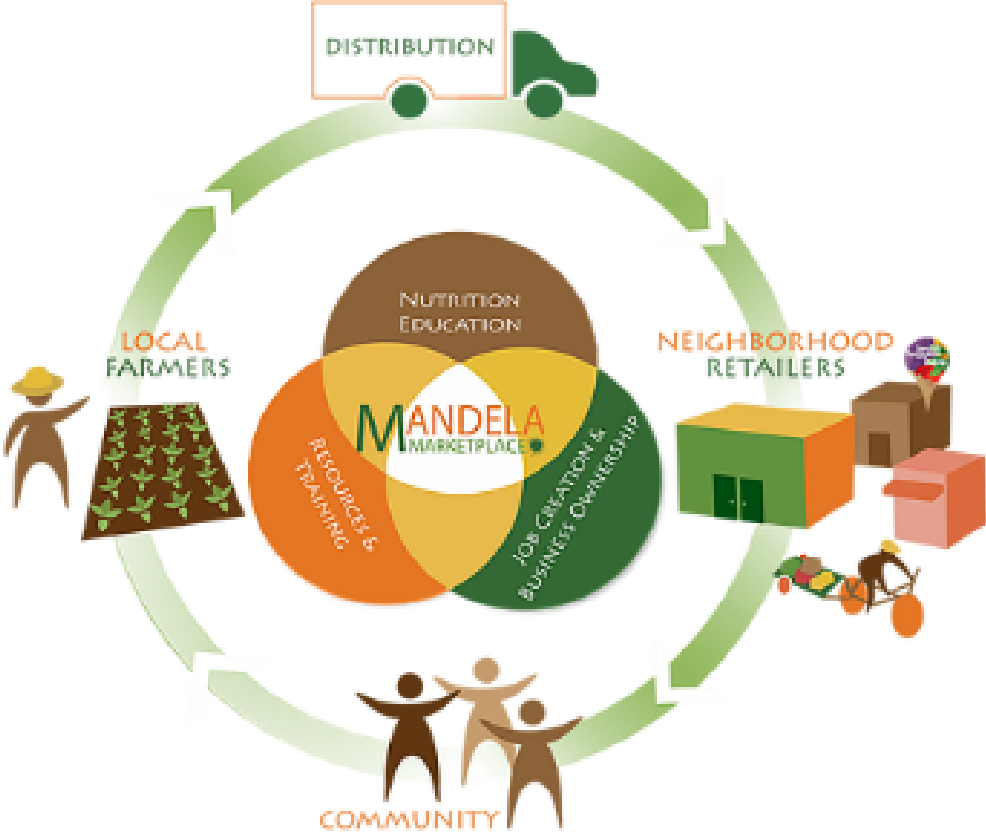 DISTRIBUTION
LOCAL
FARMERS
NEIGHBORHOOD
RETAILERS
NUTRITION
EDUCATION
MANDELA
MARKETPLACE
RESOURCES &
TRAINING
JOB CREATION &
BUSINESS OWNERSHIP
COMMUNITY